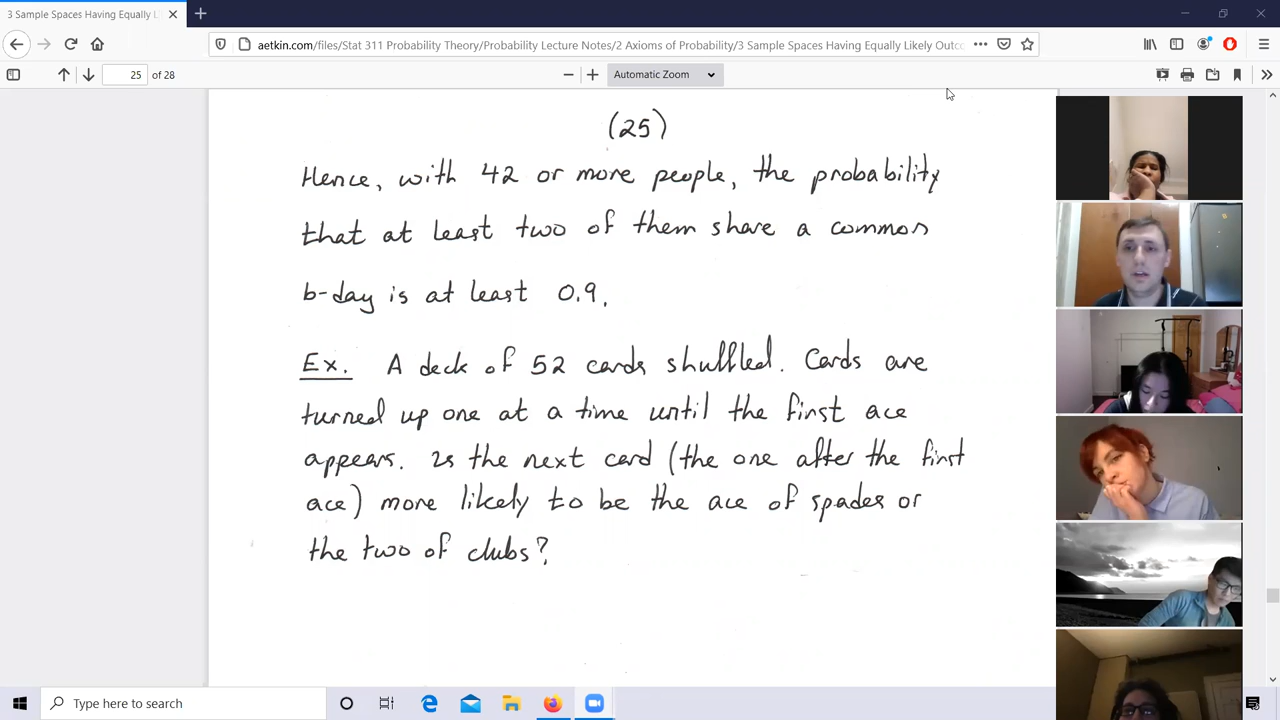 3 Sample Spaces Having Equally Li
aetkin.com/files/Stat 311 Probability Theory/Probability Lecture Notes/2 Axioms of Probability/3 Sample Spaces Having Equally Likely Outco
25 of 28
Automatic Zoom
(25)
Hence, with 42 or more people, the probability
that at least two of them share a common
b-day is at least 0.9.
Ex. A deck of 52 cards shuffled. Cards are
turned up one at a time until the first ace
appears. Is the next card (the one after the first
ace) more likely to be the ace of spades or
the two of clubs?
Type here to search